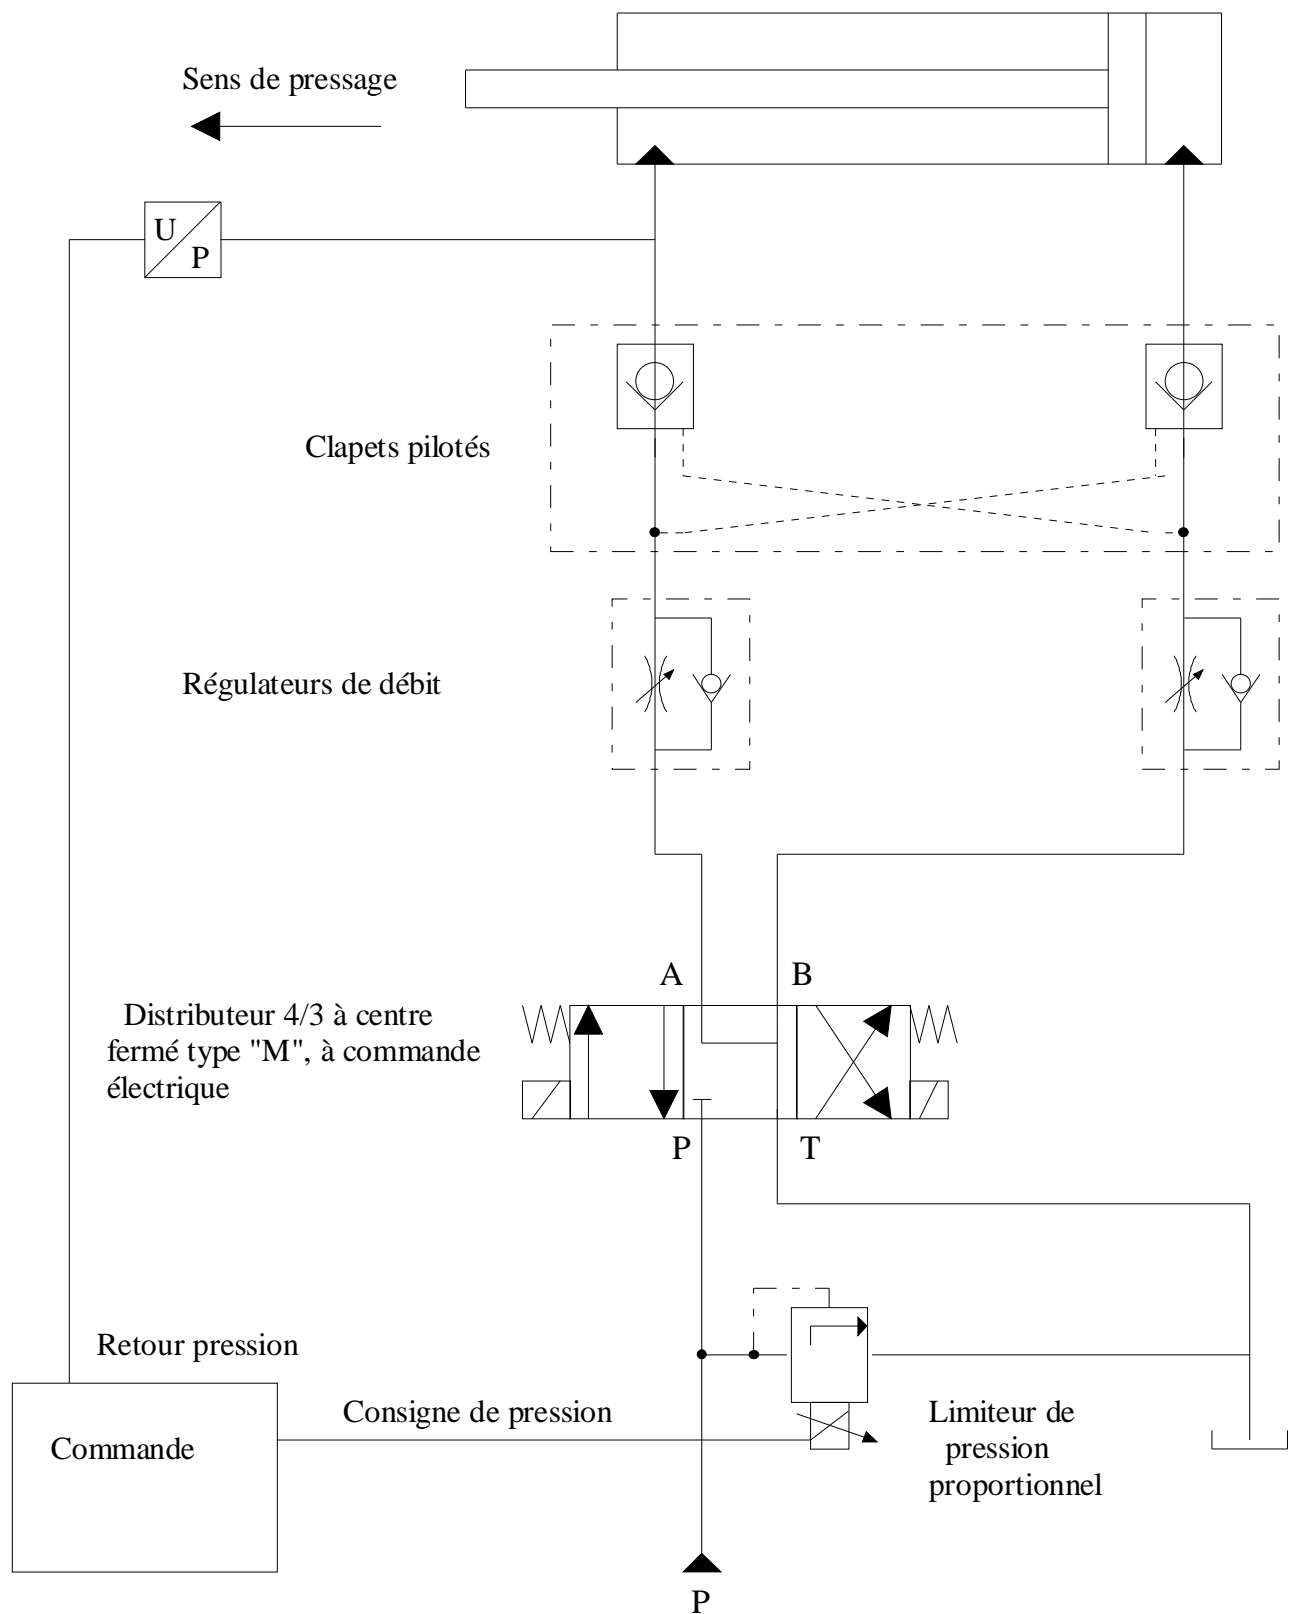 Sens de pressage
U
P
Clapets pilotés
Régulateurs de débit
A
B
Distributeur 4/3 à centre
fermé type "M", à commande
électrique
P
T
Retour pression
Consigne de pression
Commande
Limiteur de
pression
proportionnel
P